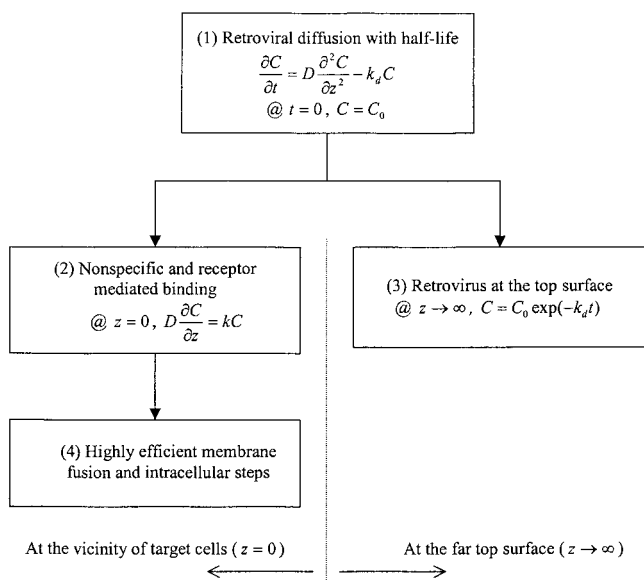 (1) Retroviral diffusion with half-life
∂C/∂t = D ∂²C/∂z² − k_d C
@ t = 0 , C = C₀
(2) Nonspecific and receptor
mediated binding
@ z = 0, D ∂C/∂z = kC
(3) Retrovirus at the top surface
@ z → ∞, C = C₀ exp(−k_d t)
(4) Highly efficient membrane
fusion and intracellular steps
At the vicinity of target cells ( z = 0 )
At the far top surface ( z → ∞ )